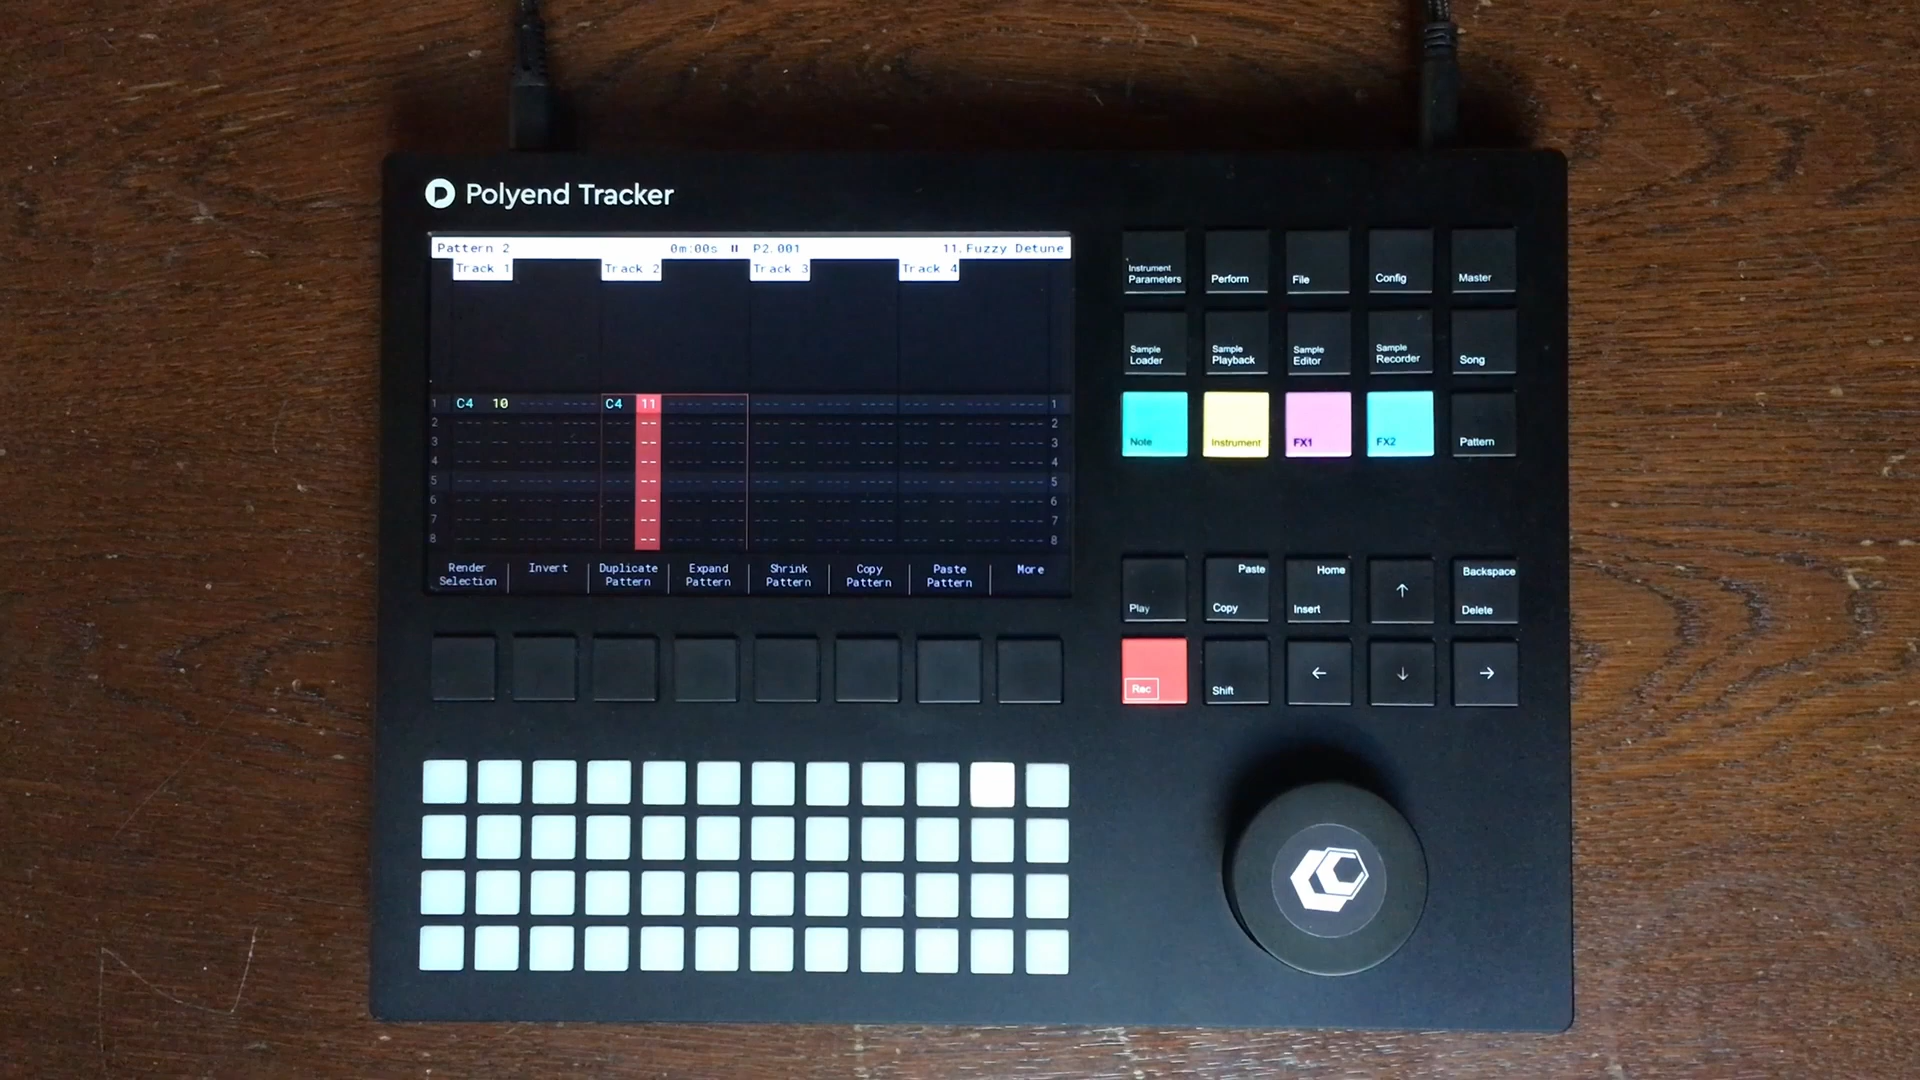 Polyend Tracker
Pattern 2 0m:00s P2.001 11.Fuzzy Detune
Track 1 Track 2 Track 3 Track 4
1 C4 10 C4 11 1
2 2
3 3
4 4
5 5
6 6
7 7
8 8
Render Selection
Invert
Duplicate Pattern
Expand Pattern
Shrink Pattern
Copy Pattern
Paste Pattern
More
Instrument Parameters
Perform
File
Config
Master
Sample Loader
Sample Playback
Sample Editor
Sample Recorder
Song
Note
Instrument
FX1
FX2
Pattern
Play
Paste
Copy
Home
Insert
↑
Backspace
Delete
Rec
Shift
←
↓
→